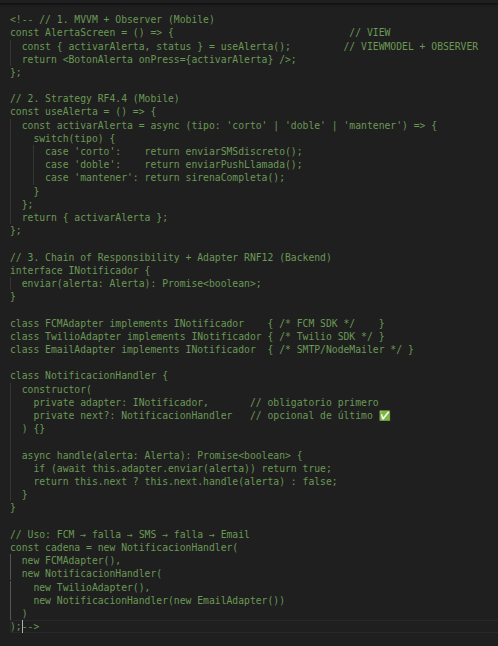 <!-- // 1. MVVM + Observer (Mobile)
const AlertaScreen = () => {                              // VIEW
  const { activarAlerta, status } = useAlerta();         // VIEWMODEL + OBSERVER
  return <BotonAlerta onPress={activarAlerta} />;
};

// 2. Strategy RF4.4 (Mobile)
const useAlerta = () => {
  const activarAlerta = async (tipo: 'corto' | 'doble' | 'mantener') => {
    switch(tipo) {
      case 'corto':    return enviarSMSdiscreto();
      case 'doble':    return enviarPushLlamada();
      case 'mantener': return sirenaCompleta();
    }
  };
  return { activarAlerta };
};

// 3. Chain of Responsibility + Adapter RNF12 (Backend)
interface INotificador {
  enviar(alerta: Alerta): Promise<boolean>;
}

class FCMAdapter implements INotificador    { /* FCM SDK */    }
class TwilioAdapter implements INotificador { /* Twilio SDK */ }
class EmailAdapter implements INotificador  { /* SMTP/NodeMailer */ }

class NotificacionHandler {
  constructor(
    private adapter: INotificador,       // obligatorio primero
    private next?: NotificacionHandler   // opcional de último ✅
  ) {}

  async handle(alerta: Alerta): Promise<boolean> {
    if (await this.adapter.enviar(alerta)) return true;
    return this.next ? this.next.handle(alerta) : false;
  }
}

// Uso: FCM → falla → SMS → falla → Email
const cadena = new NotificacionHandler(
  new FCMAdapter(),
  new NotificacionHandler(
    new TwilioAdapter(),
    new NotificacionHandler(new EmailAdapter())
  )
);-->